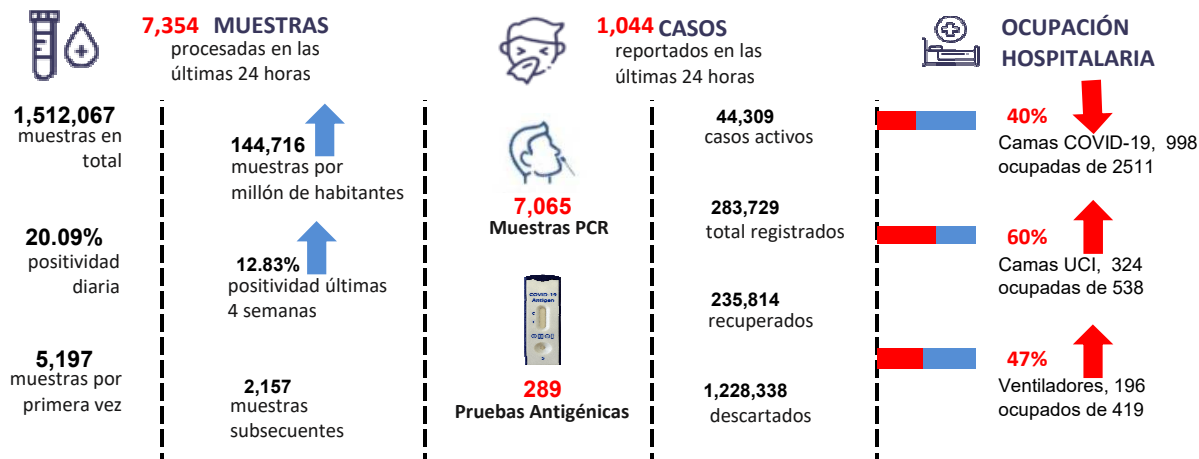 7,354 MUESTRAS
procesadas en las
últimas 24 horas
1,512,067
muestras en
total
144,716
muestras por
millón de habitantes
20.09%
positividad
diaria
12.83%
positividad últimas
4 semanas
5,197
muestras por
primera vez
2,157
muestras
subsecuentes
1,044 CASOS
reportados en las
últimas 24 horas
7,065
Muestras PCR
COVID-19
Antigen
289
Pruebas Antigénicas
44,309
casos activos
283,729
total registrados
235,814
recuperados
1,228,338
descartados
OCUPACIÓN
HOSPITALARIA
40%
Camas COVID-19, 998
ocupadas de 2511
60%
Camas UCI, 324
ocupadas de 538
47%
Ventiladores, 196
ocupados de 419